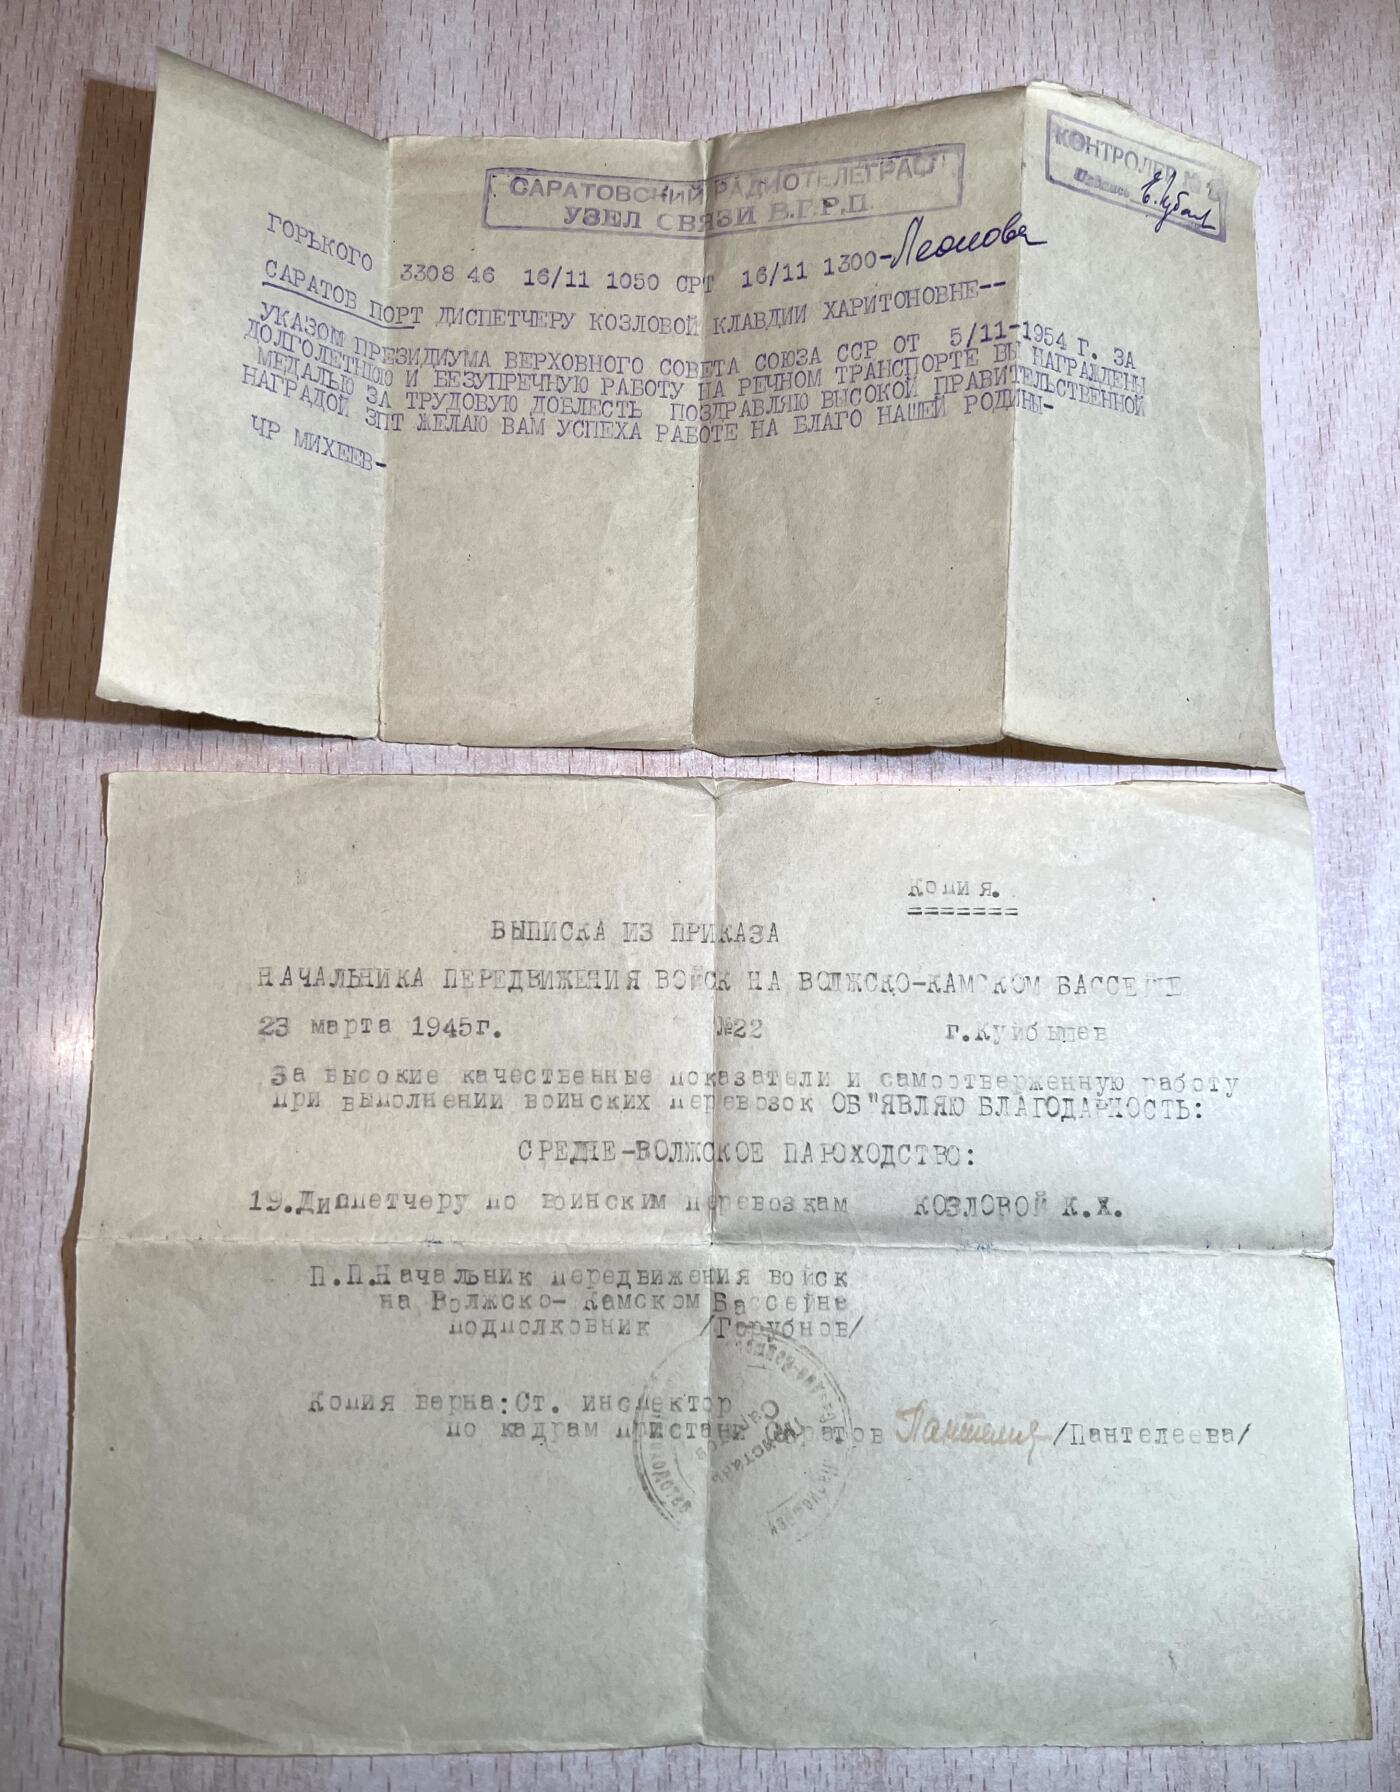 САРАТОВСКИЙ РАДИОТЕЛЕГРАФ
УЗЕЛ СВЯЗИ В.Г.Р.П.
КОНТРОЛЕР №
Подпись
ГОРЬКОГО 3308 46 16/11 1050 СРТ 16/11 1300-Леонова
САРАТОВ ПОРТ ДИСПЕТЧЕРУ КОЗЛОВОЙ КЛАВДИИ ХАРИТОНОВНЕ--
УКАЗОМ ПРЕЗИДИУМА ВЕРХОВНОГО СОВЕТА СОЮЗА ССР ОТ 5/11-1954 Г. ЗА
ДОЛГОЛЕТНЮЮ И БЕЗУПРЕЧНУЮ РАБОТУ НА РЕЧНОМ ТРАНСПОРТЕ ВЫ НАГРАЖДЕНЫ
МЕДАЛЬЮ ЗА ТРУДОВУЮ ДОБЛЕСТЬ ПОЗДРАВЛЯЮ ВЫСОКОЙ ПРАВИТЕЛЬСТВЕННОЙ
НАГРАДОЙ ЗПТ ЖЕЛАЮ ВАМ УСПЕХА РАБОТЕ НА БЛАГО НАШЕЙ РОДИНЫ-
ЧР МИХЕЕВ-
Копия.
=======
ВЫПИСКА ИЗ ПРИКАЗА
НАЧАЛЬНИКА ПЕРЕДВИЖЕНИЯ ВОЙСК НА ВОЛЖСКО-КАМСКОМ БАССЕЙНЕ
23 марта 1945г. №22 г.Куйбышев
За высокие качественные показатели и самоотверженную работу
при выполнении воинских перевозок ОБ"ЯВЛЯЮ БЛАГОДАРНОСТЬ:
СРЕДНЕ-ВОЛЖСКОЕ ПАРОХОДСТВО:
19.Диспетчеру по воинским перевозкам КОЗЛОВОЙ К.Х.
П.П.Начальник передвижения войск
на Волжско- Камском Бассейне
подполковник /Горубнов/
Копия верна:Ст. инспектор
по кадрам пристани Саратов Пантелеева /Пантелеева/
Пристань
Саратов